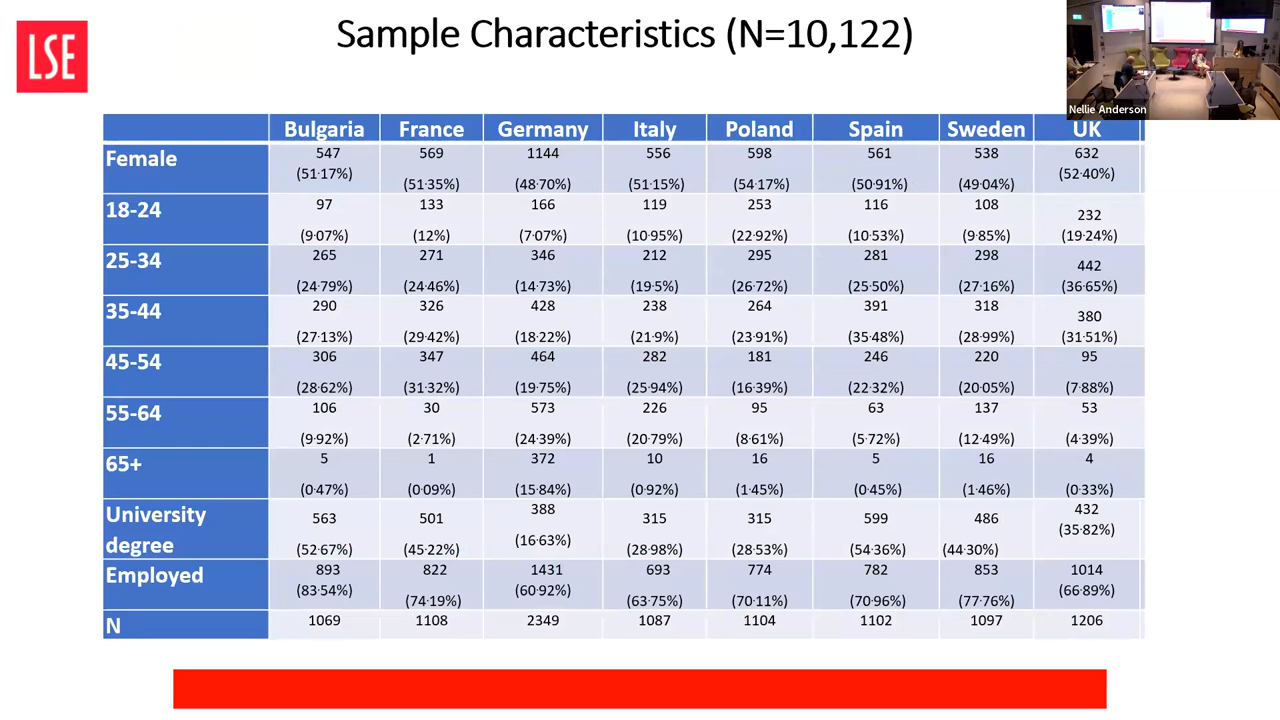 LSE
Sample Characteristics (N=10,122)
Nellie Anderson
Bulgaria France Germany Italy Poland Spain Sweden UK
Female 547 569 1144 556 598 561 538 632
(51·17%) (51·35%) (48·70%) (51·15%) (54·17%) (50·91%) (49·04%) (52·40%)
18-24 97 133 166 119 253 116 108 232
(9·07%) (12%) (7·07%) (10·95%) (22·92%) (10·53%) (9·85%) (19·24%)
25-34 265 271 346 212 295 281 298 442
(24·79%) (24·46%) (14·73%) (19·5%) (26·72%) (25·50%) (27·16%) (36·65%)
35-44 290 326 428 238 264 391 318 380
(27·13%) (29·42%) (18·22%) (21·9%) (23·91%) (35·48%) (28·99%) (31·51%)
45-54 306 347 464 282 181 246 220 95
(28·62%) (31·32%) (19·75%) (25·94%) (16·39%) (22·32%) (20·05%) (7·88%)
55-64 106 30 573 226 95 63 137 53
(9·92%) (2·71%) (24·39%) (20·79%) (8·61%) (5·72%) (12·49%) (4·39%)
65+ 5 1 372 10 16 5 16 4
(0·47%) (0·09%) (15·84%) (0·92%) (1·45%) (0·45%) (1·46%) (0·33%)
University 563 501 388 315 315 599 486 432
degree (52·67%) (45·22%) (16·63%) (28·98%) (28·53%) (54·36%) (44·30%) (35·82%)
Employed 893 822 1431 693 774 782 853 1014
(83·54%) (74·19%) (60·92%) (63·75%) (70·11%) (70·96%) (77·76%) (66·89%)
N 1069 1108 2349 1087 1104 1102 1097 1206